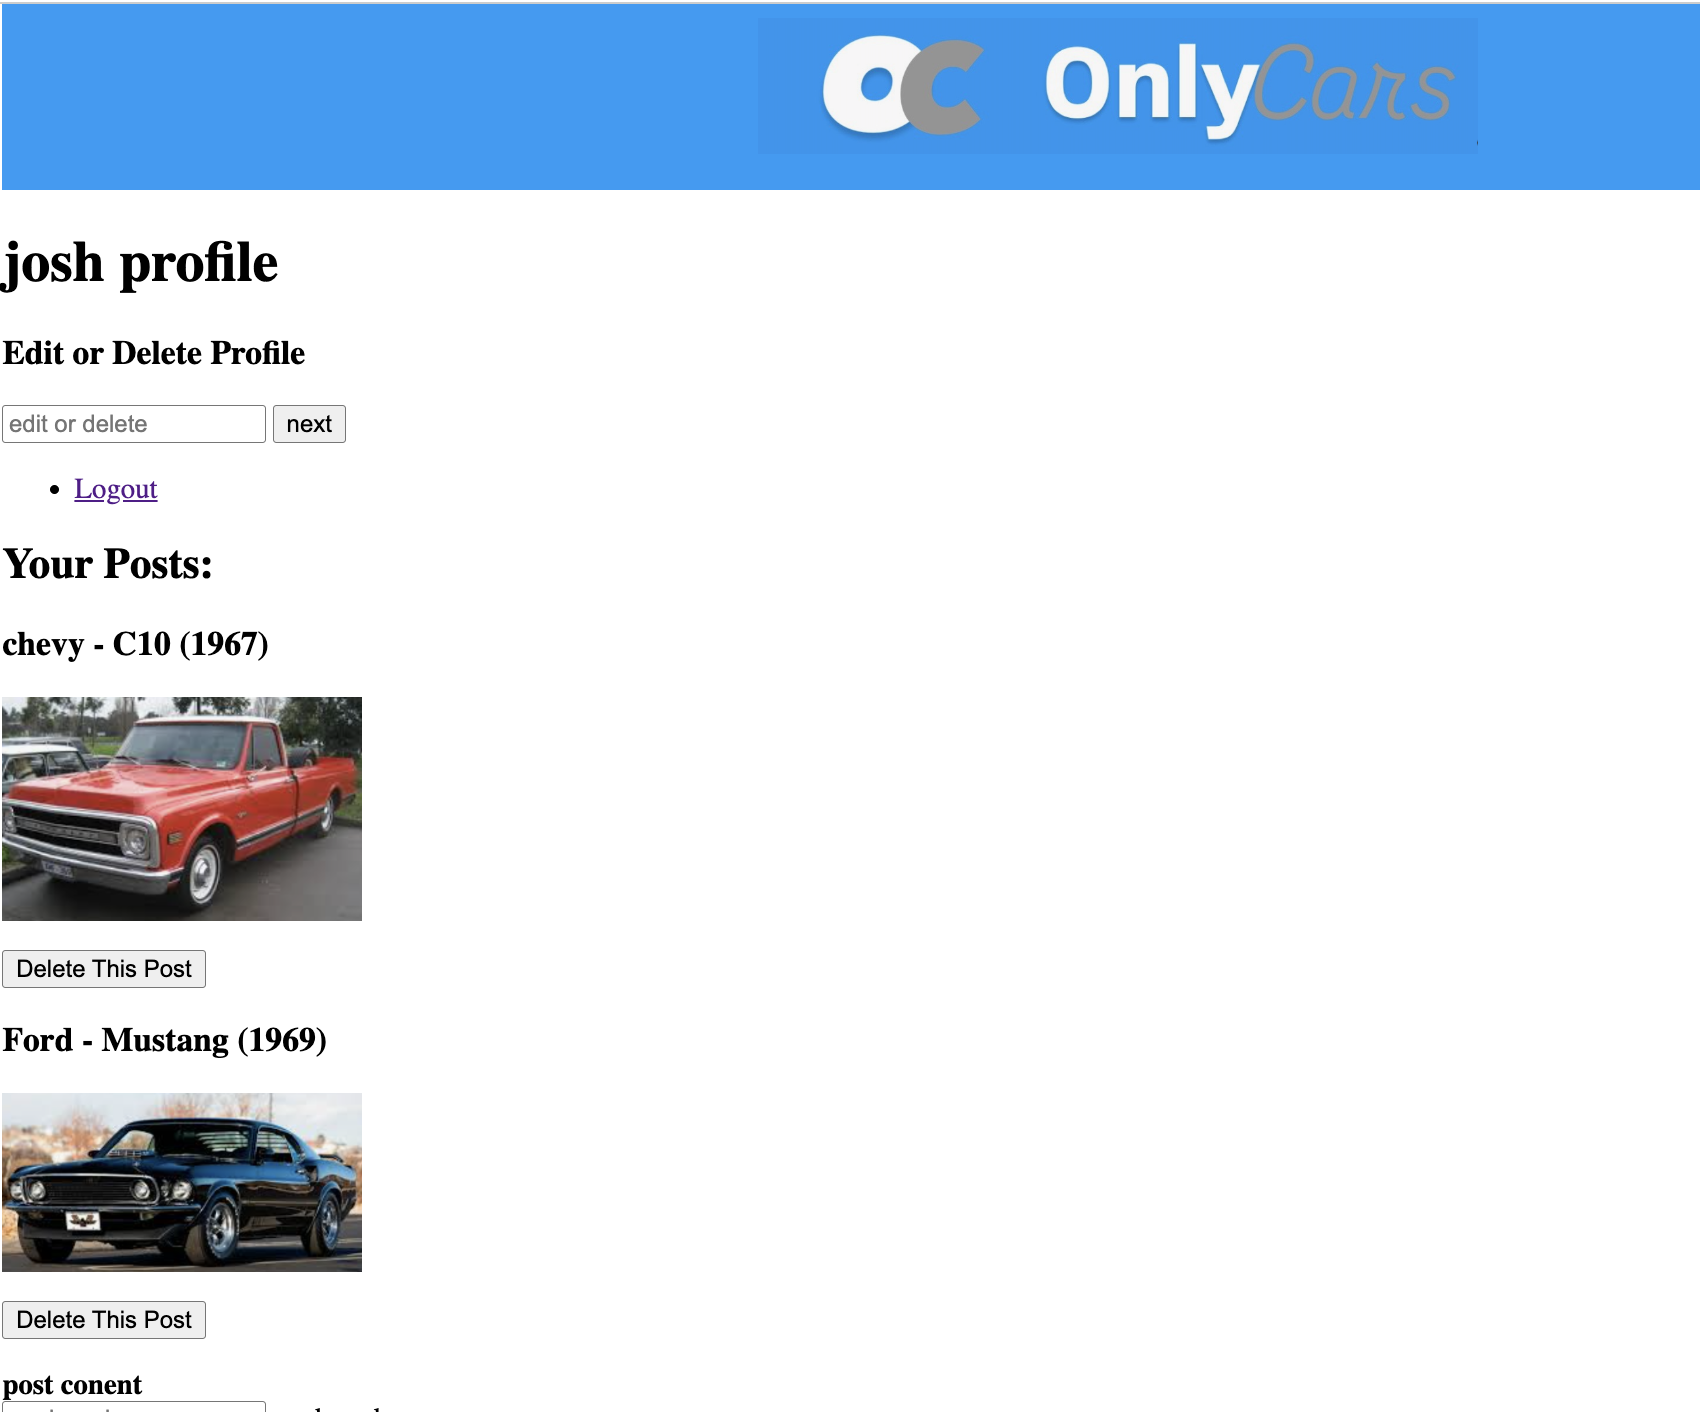 OC OnlyCars
josh profile
Edit or Delete Profile
edit or delete next
Logout
Your Posts:
chevy - C10 (1967)
Delete This Post
Ford - Mustang (1969)
Delete This Post
post conent